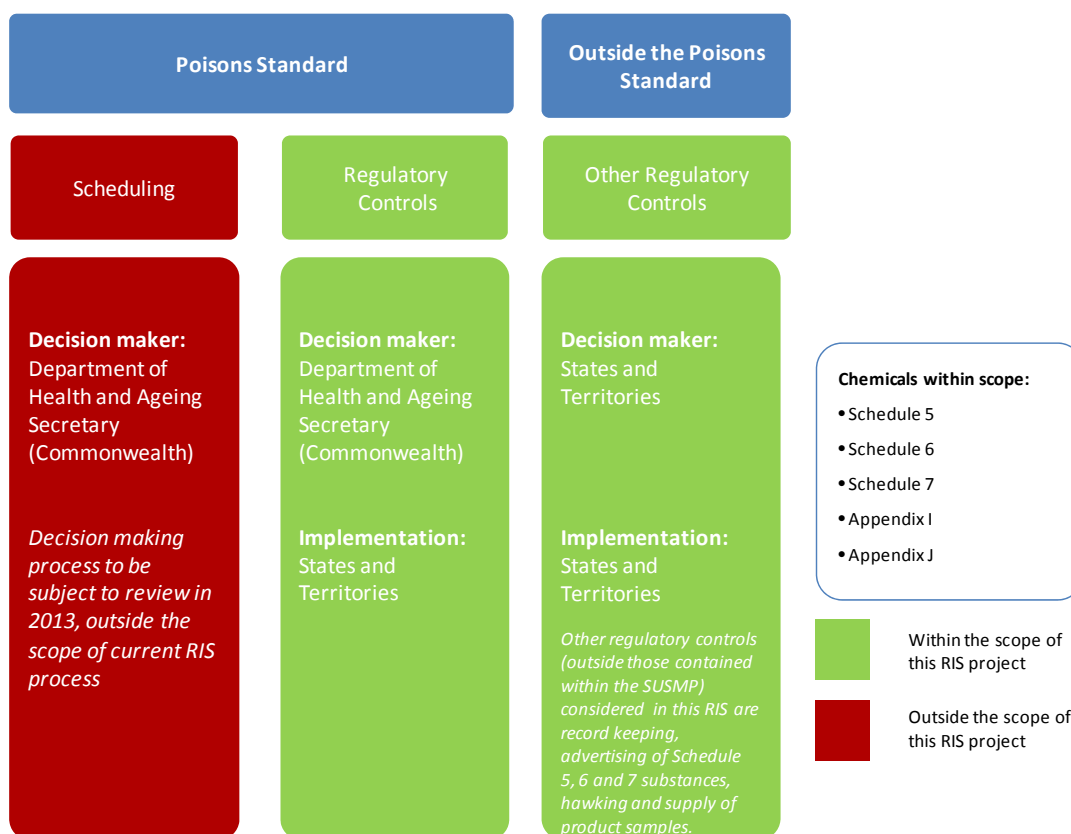 Poisons Standard
Outside the Poisons
Standard
Scheduling
Regulatory
Controls
Other Regulatory
Controls
Decision maker:
Department of
Health and Ageing
Secretary
(Commonwealth)
Decision making
process to be
subject to review in
2013, outside the
scope of current RIS
process
Decision maker:
Department of
Health and Ageing
Secretary
(Commonwealth)
Implementation:
States and
Territories
Decision maker:
States and
Territories
Implementation:
States and
Territories
Other regulatory controls
(outside those contained
within the SUSMP)
considered in this RIS are
record keeping,
advertising of Schedule
5, 6 and 7 substances,
hawking and supply of
product samples.
Chemicals within scope:
• Schedule 5
• Schedule 6
• Schedule 7
• Appendix I
• Appendix J
Within the scope of
this RIS project
Outside the scope of
this RIS project